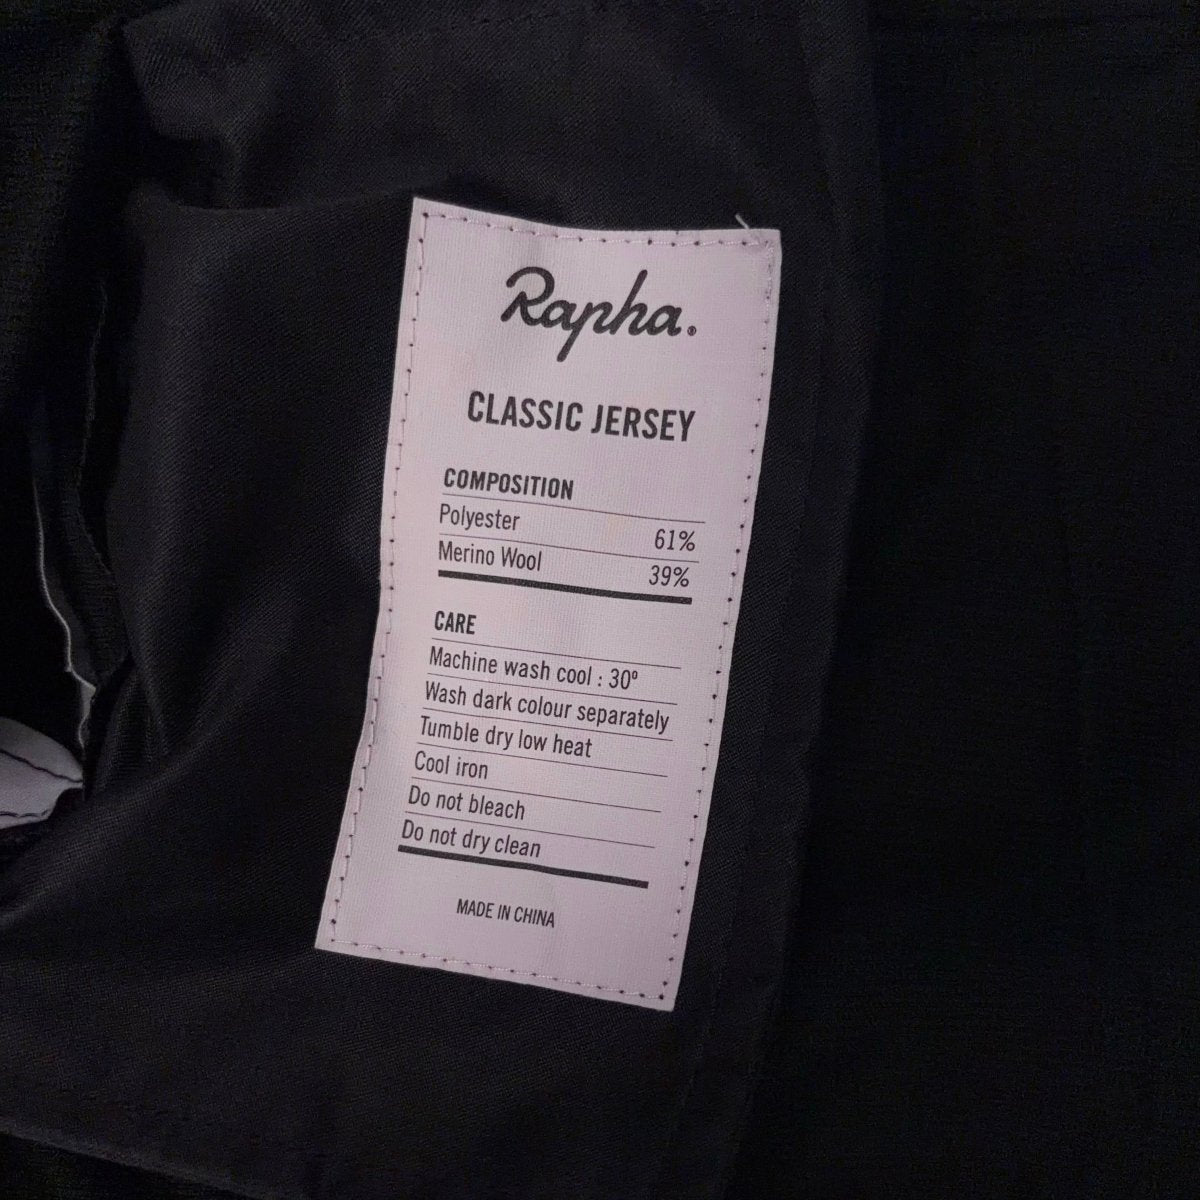 Rapha.®
CLASSIC JERSEY
COMPOSITION
Polyester 61%
Merino Wool 39%
CARE
Machine wash cool : 30º
Wash dark colour separately
Tumble dry low heat
Cool iron
Do not bleach
Do not dry clean
MADE IN CHINA